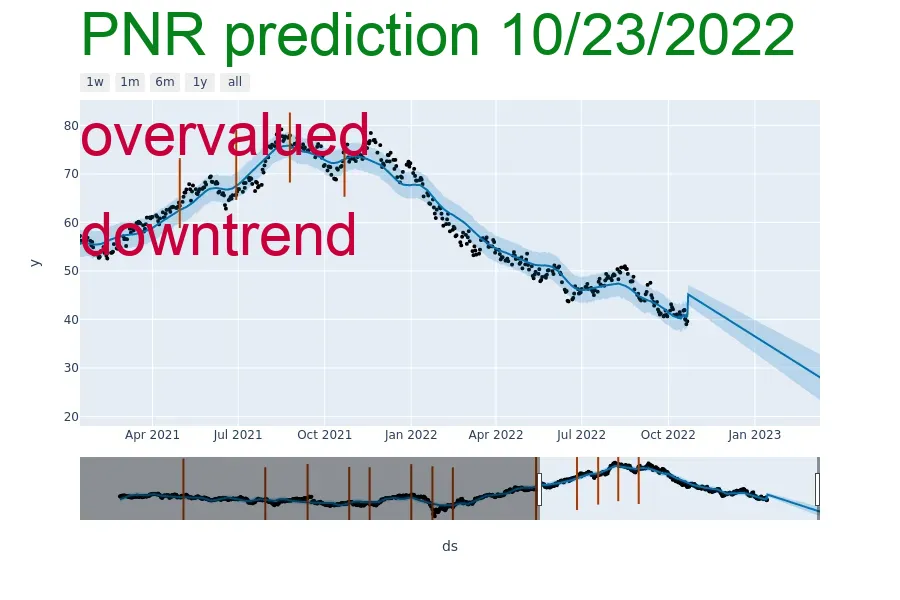 PNR prediction 10/23/2022
1w 1m 6m 1y all
overvalued
downtrend
80
70
60
50
40
30
20
y
Apr 2021 Jul 2021 Oct 2021 Jan 2022 Apr 2022 Jul 2022 Oct 2022 Jan 2023
ds